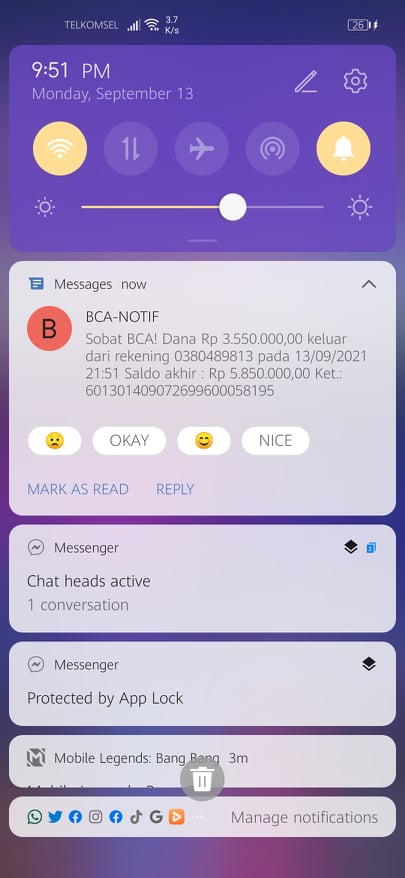 TELKOMSEL
3.7
K/s
26
9:51 PM
Monday, September 13
Messages now
B
BCA-NOTIF
Sobat BCA! Dana Rp 3.550.000,00 keluar
dari rekening 0380489813 pada 13/09/2021
21:51 Saldo akhir : Rp 5.850.000,00 Ket.:
601301409072699600058195
OKAY
NICE
MARK AS READ REPLY
Messenger
Chat heads active
1 conversation
Messenger
Protected by App Lock
Mobile Legends: Bang Bang 3m
Manage notifications